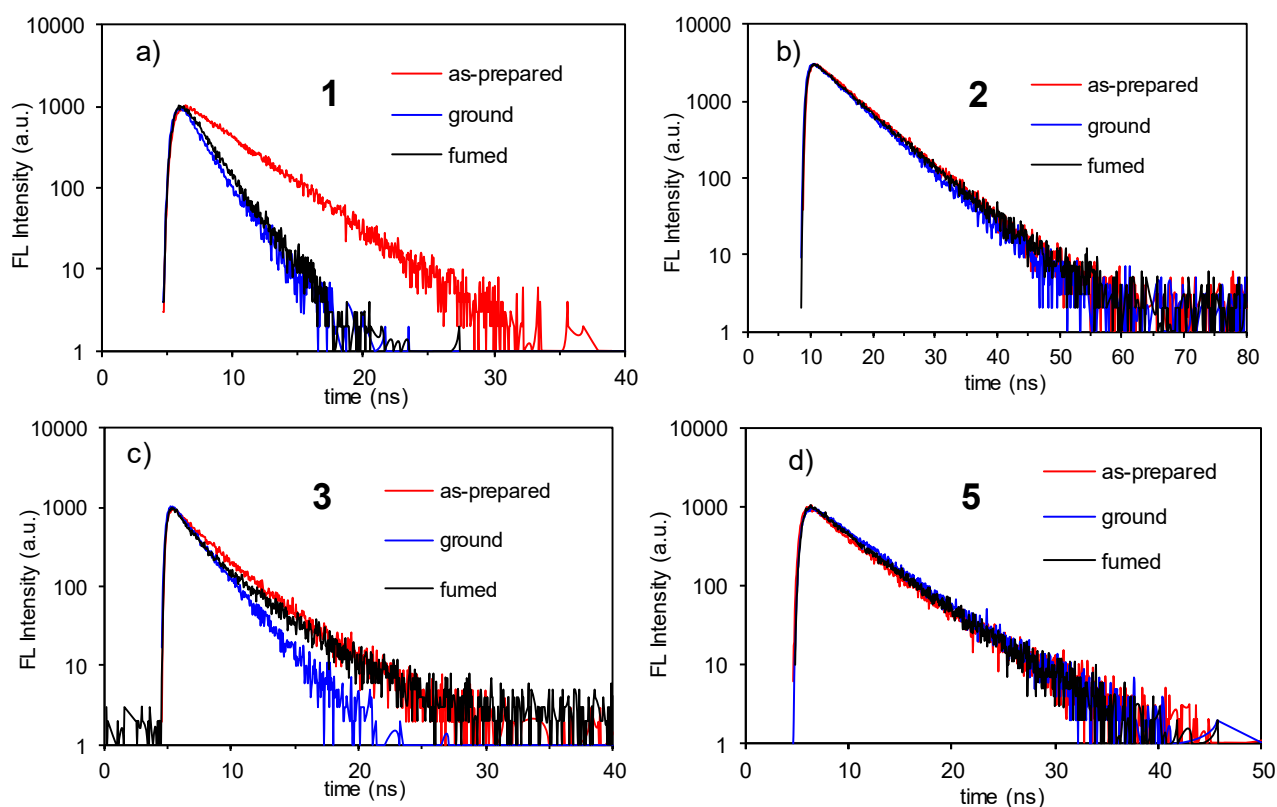 a)
1
as-prepared
ground
fumed
FL Intensity (a.u.)
10000
1000
100
10
1
0 10 20 30 40
time (ns)
b)
2
as-prepared
ground
fumed
FL Intensity (a.u.)
10000
1000
100
10
1
0 10 20 30 40 50 60 70 80
time (ns)
c)
3
as-prepared
ground
fumed
FL Intensity (a.u.)
10000
1000
100
10
1
0 10 20 30 40
time (ns)
d)
5
as-prepared
ground
fumed
FL Intensity (a.u.)
10000
1000
100
10
1
0 10 20 30 40 50
time (ns)